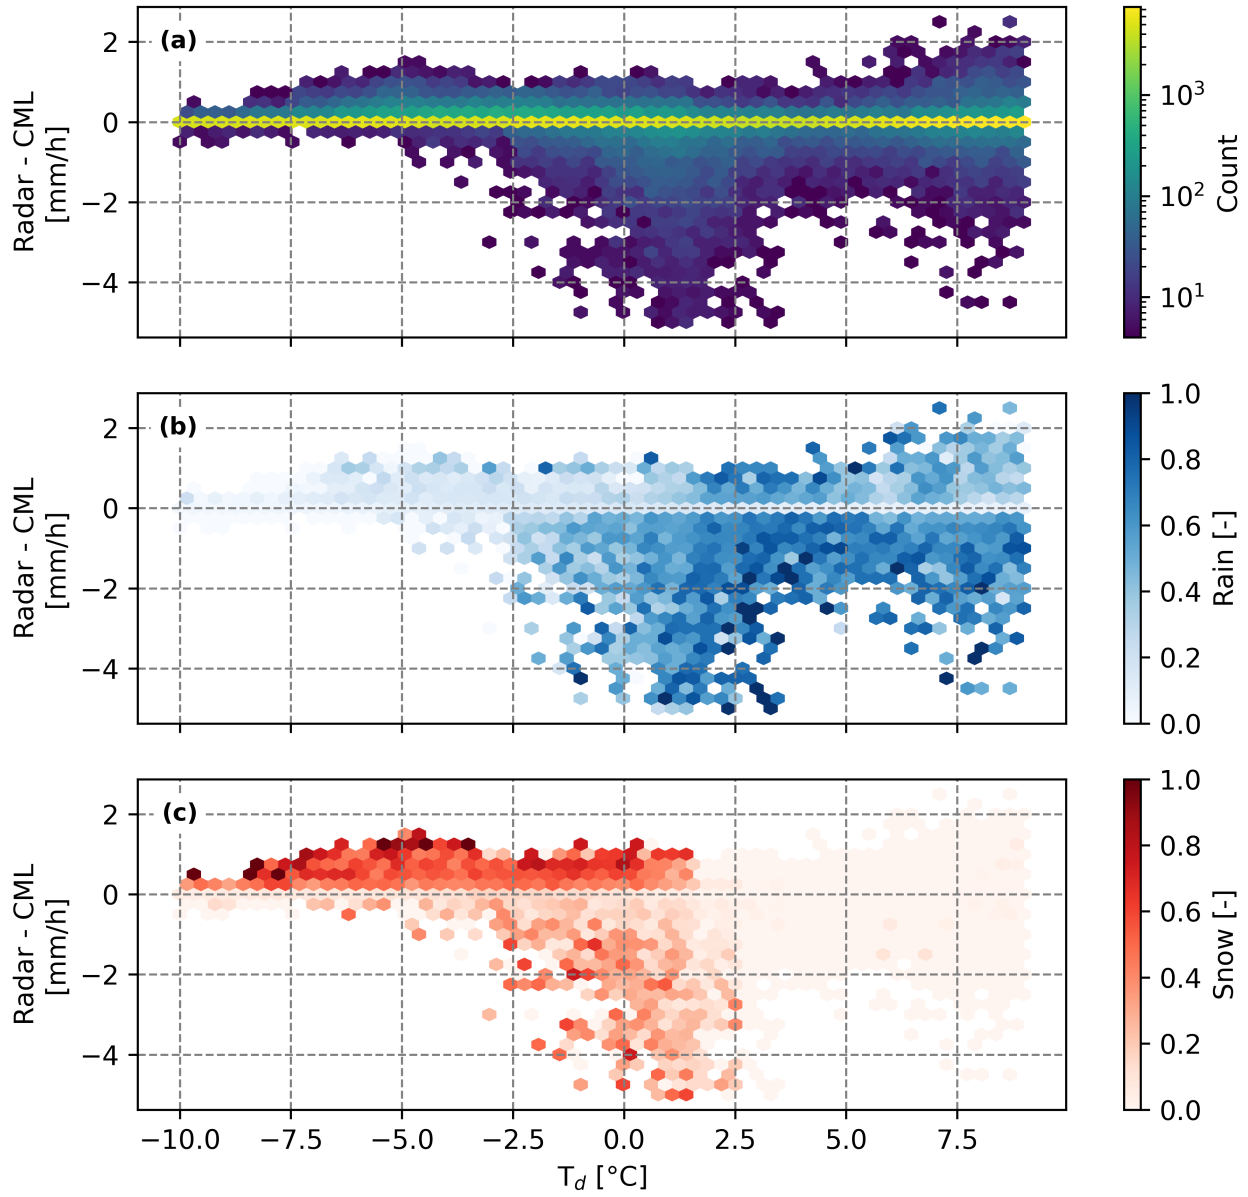 (a)
2
0
−2
−4
Radar - CML
[mm/h]
10³
10²
10¹
Count
(b)
2
0
−2
−4
Radar - CML
[mm/h]
1.0
0.8
0.6
0.4
0.2
0.0
Rain [-]
(c)
2
0
−2
−4
Radar - CML
[mm/h]
1.0
0.8
0.6
0.4
0.2
0.0
Snow [-]
−10.0 −7.5 −5.0 −2.5 0.0 2.5 5.0 7.5
T_d [°C]